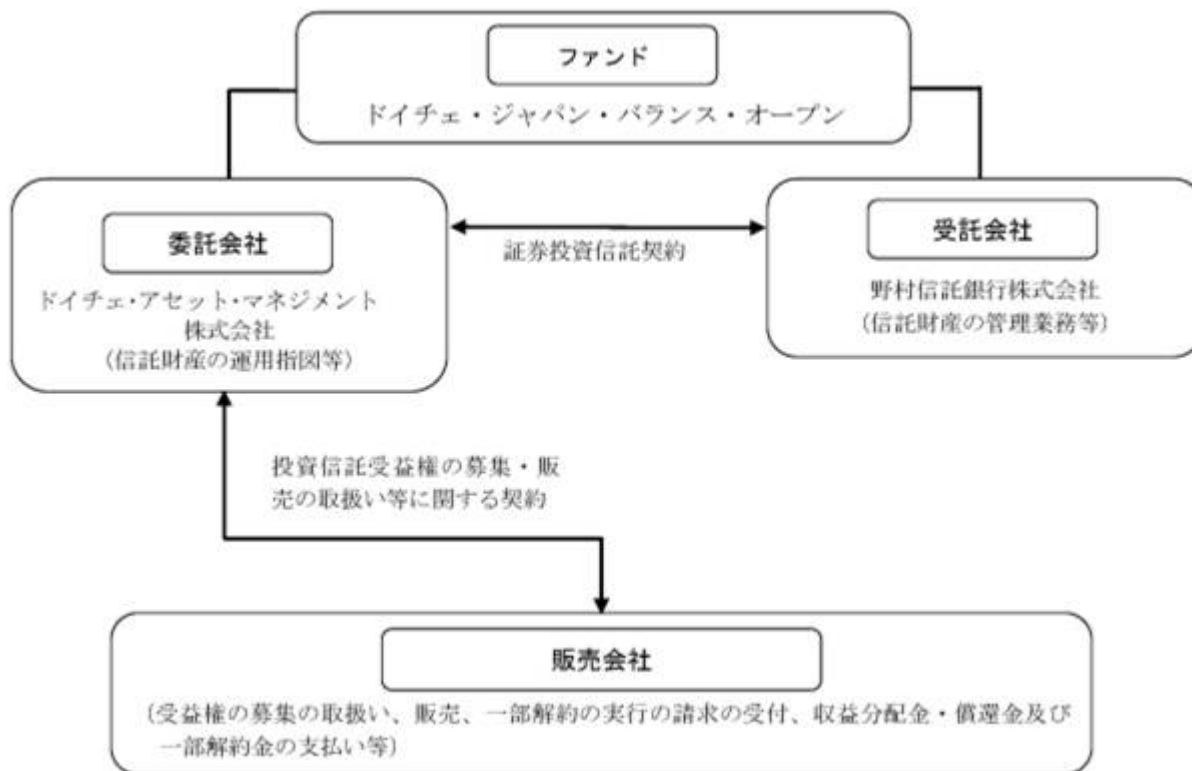 ファンド
ドイチェ・ジャパン・バランス・オープン
委託会社
ドイチェ・アセット・マネジメント
株式会社
（信託財産の運用指図等）
証券投資信託契約
受託会社
野村信託銀行株式会社
（信託財産の管理業務等）
投資信託受益権の募集・販
売の取扱い等に関する契約
販売会社
（受益権の募集の取扱い、販売、一部解約の実行の請求の受付、収益分配金・償還金及び
一部解約金の支払い等）